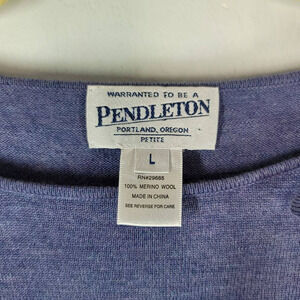 WARRANTED TO BE A
PENDLETON
PORTLAND, OREGON
PETITE
L
RN#29685
100% MERINO WOOL
MADE IN CHINA
SEE REVERSE FOR CARE